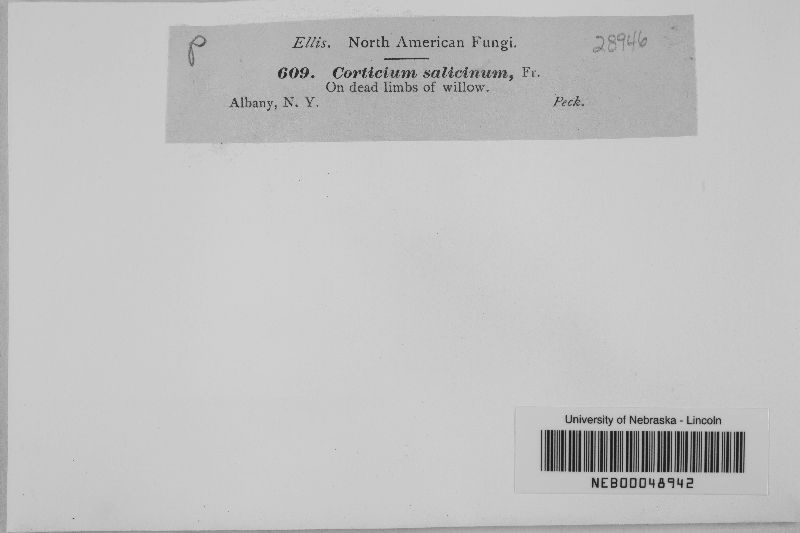 P
Ellis. North American Fungi.
28946
609. Corticium salicinum, Fr.
On dead limbs of willow.
Albany, N. Y. Peck.
University of Nebraska - Lincoln
NEB00048942